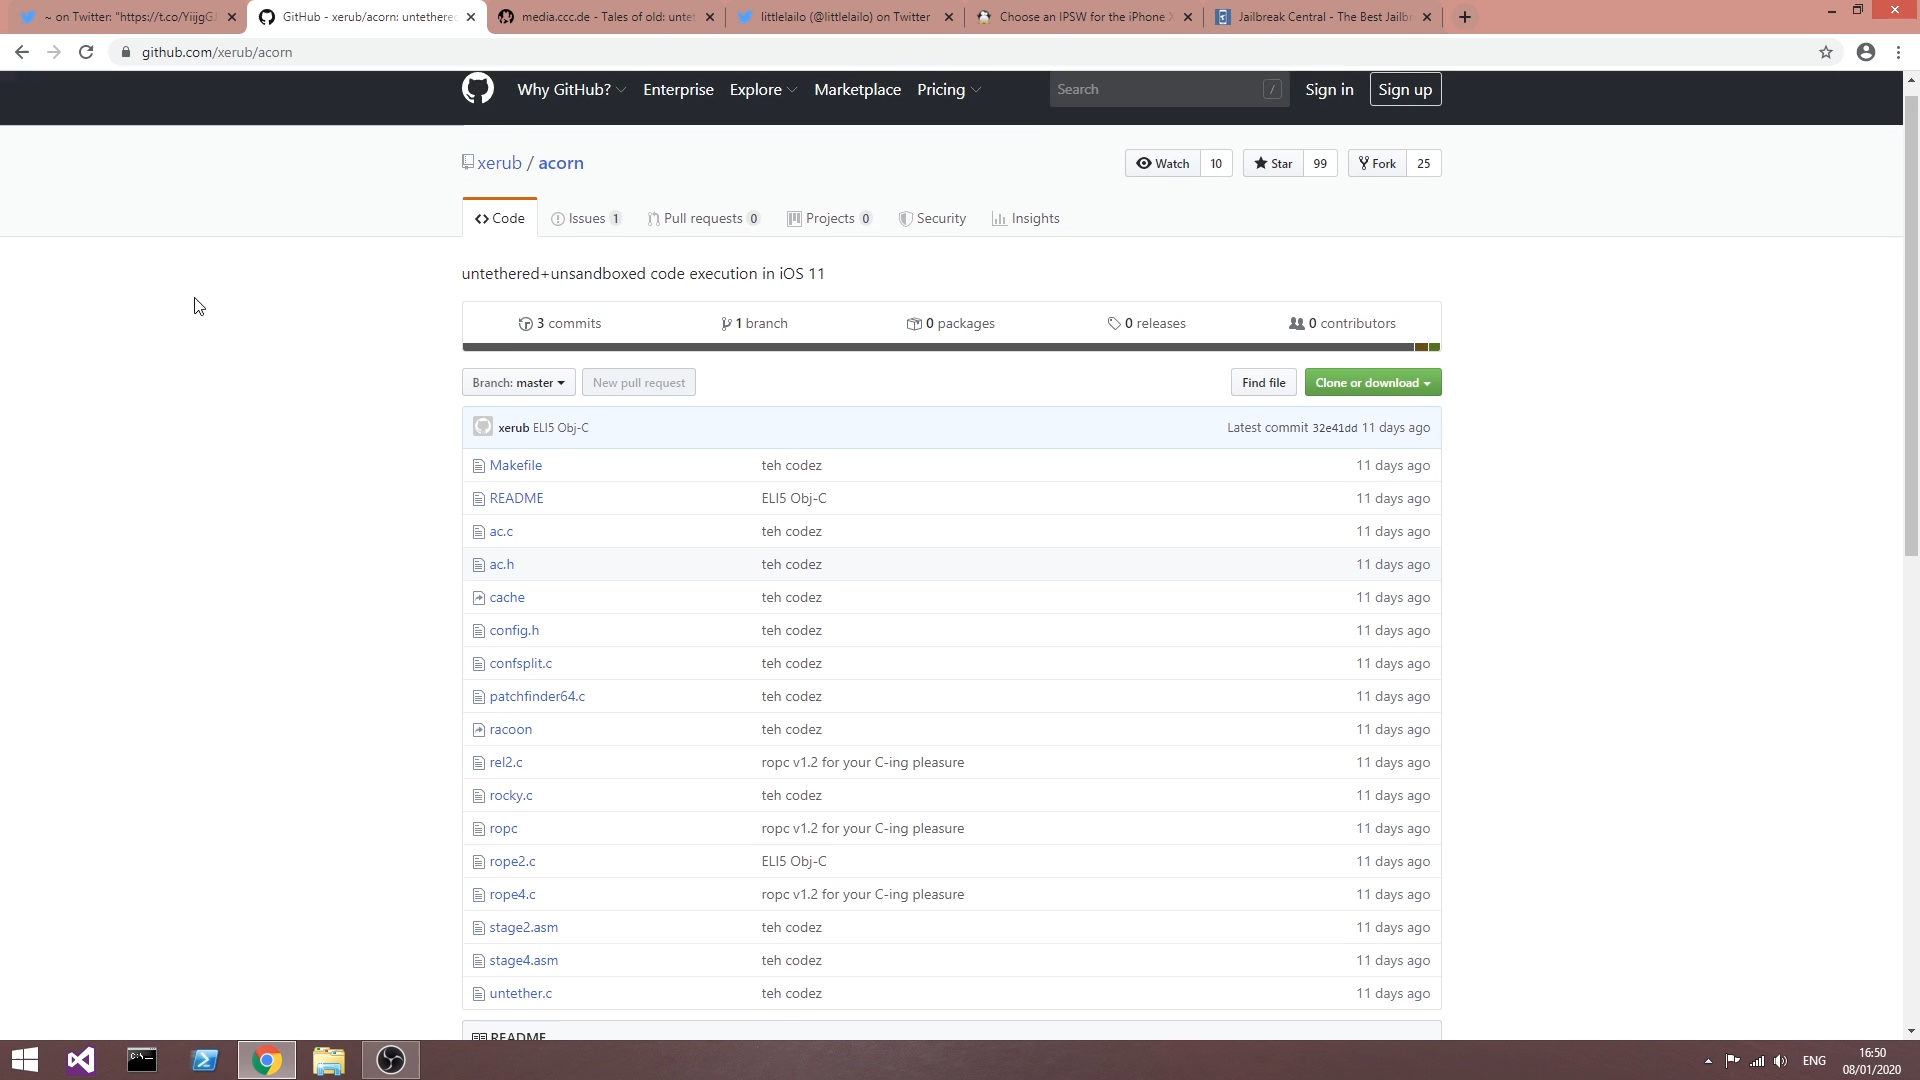 ~ on Twitter: "https://t.co/YiijgGJ
GitHub - xerub/acorn: untethered
media.ccc.de - Tales of old: untet
littlelailo (@littlelailo) on Twitter
Choose an IPSW for the iPhone X
Jailbreak Central - The Best Jailbr
github.com/xerub/acorn
Why GitHub? Enterprise Explore Marketplace Pricing Search / Sign in Sign up
xerub / acorn
Watch 10 Star 99 Fork 25
Code Issues 1 Pull requests 0 Projects 0 Security Insights
untethered+unsandboxed code execution in iOS 11
3 commits 1 branch 0 packages 0 releases 0 contributors
Branch: master New pull request Find file Clone or download
xerub ELI5 Obj-C Latest commit 32e41dd 11 days ago
Makefile teh codez 11 days ago
README ELI5 Obj-C 11 days ago
ac.c teh codez 11 days ago
ac.h teh codez 11 days ago
cache teh codez 11 days ago
config.h teh codez 11 days ago
confsplit.c teh codez 11 days ago
patchfinder64.c teh codez 11 days ago
racoon teh codez 11 days ago
rel2.c ropc v1.2 for your C-ing pleasure 11 days ago
rocky.c teh codez 11 days ago
ropc ropc v1.2 for your C-ing pleasure 11 days ago
rope2.c ELI5 Obj-C 11 days ago
rope4.c ropc v1.2 for your C-ing pleasure 11 days ago
stage2.asm teh codez 11 days ago
stage4.asm teh codez 11 days ago
untether.c teh codez 11 days ago
README
ENG
16:50
08/01/2020